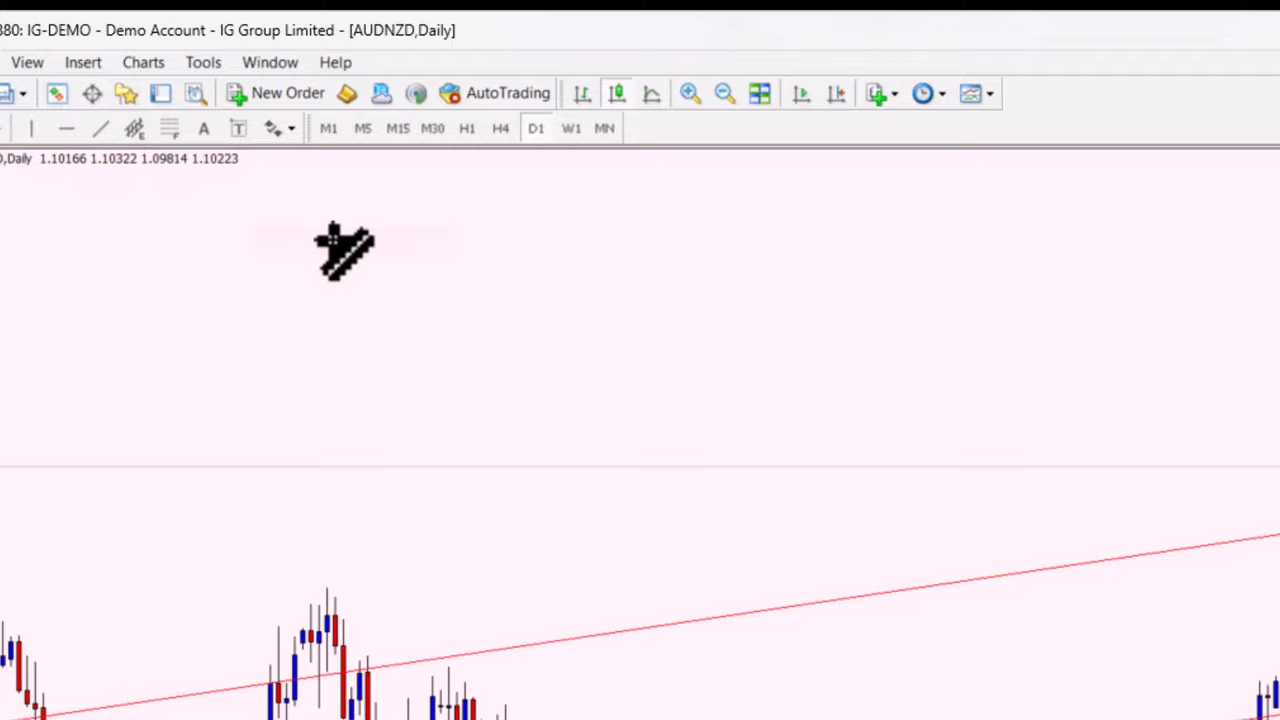 880: IG-DEMO - Demo Account - IG Group Limited - [AUDNZD,Daily]
View Insert Charts Tools Window Help
New Order AutoTrading
A T M1 M5 M15 M30 H1 H4 D1 W1 MN
D,Daily 1.10166 1.10322 1.09814 1.10223